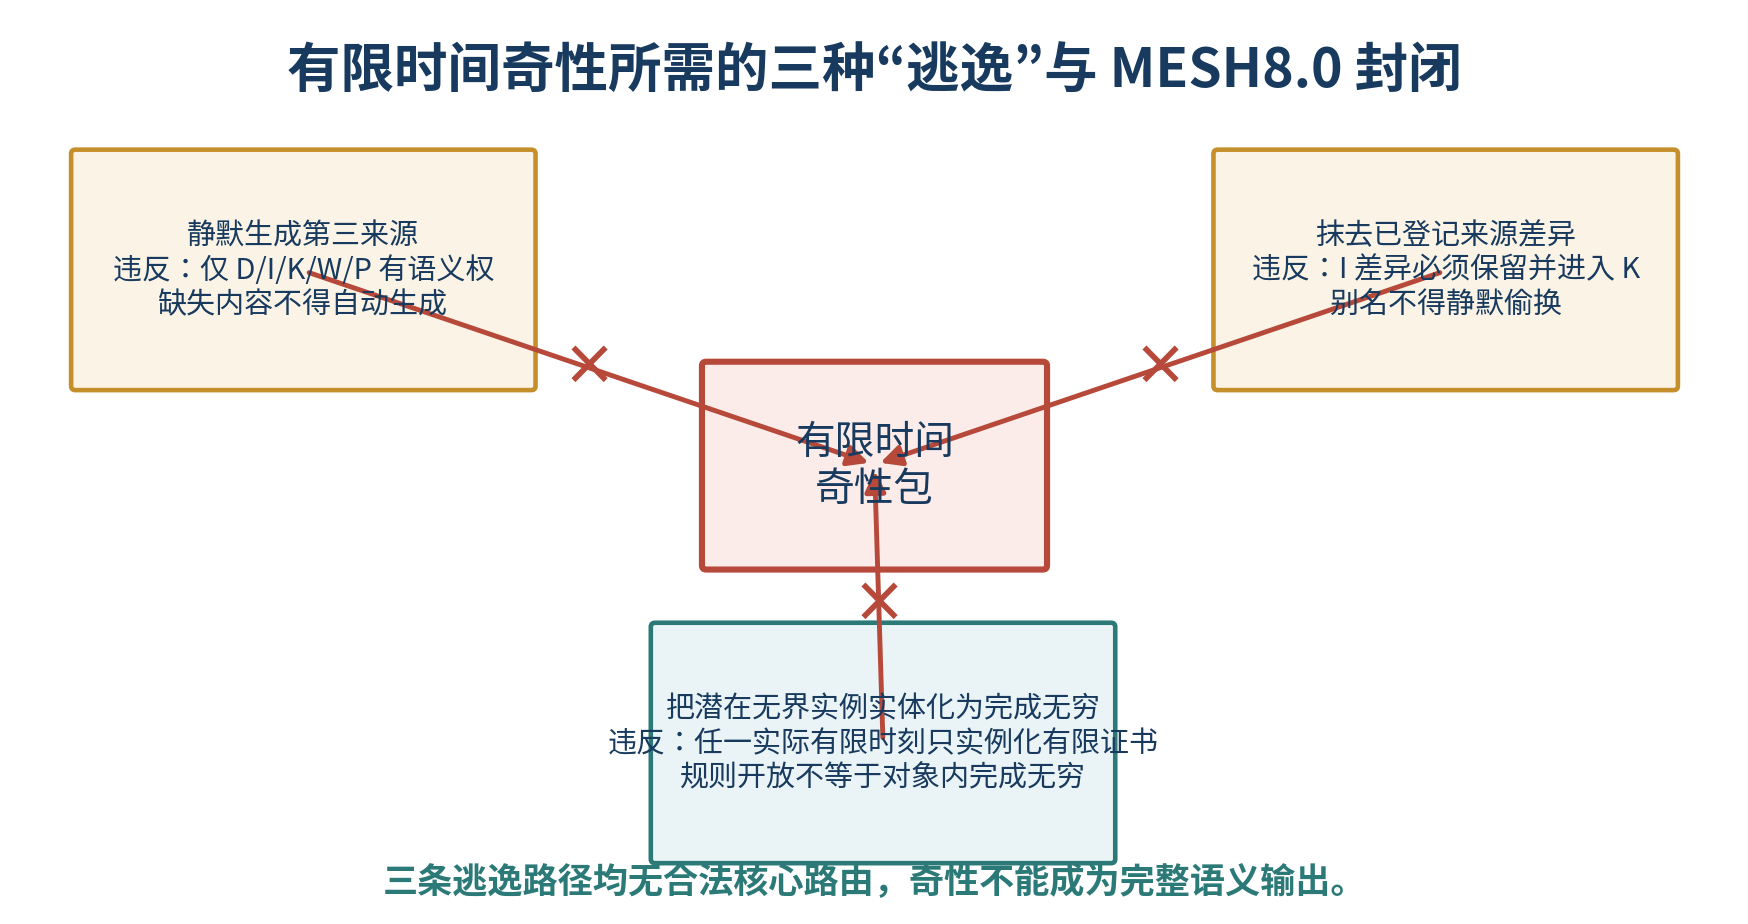 有限时间奇性所需的三种“逃逸”与 MESH8.0 封闭
静默生成第三来源
违反：仅 D/I/K/W/P 有语义权
缺失内容不得自动生成
抹去已登记来源差异
违反：I 差异必须保留并进入 K
别名不得静默偷换
有限时间
奇性包
把潜在无界实例实体化为完成无穷
违反：任一实际有限时刻只实例化有限证书
规则开放不等于对象内完成无穷
三条逃逸路径均无合法核心路由，奇性不能成为完整语义输出。